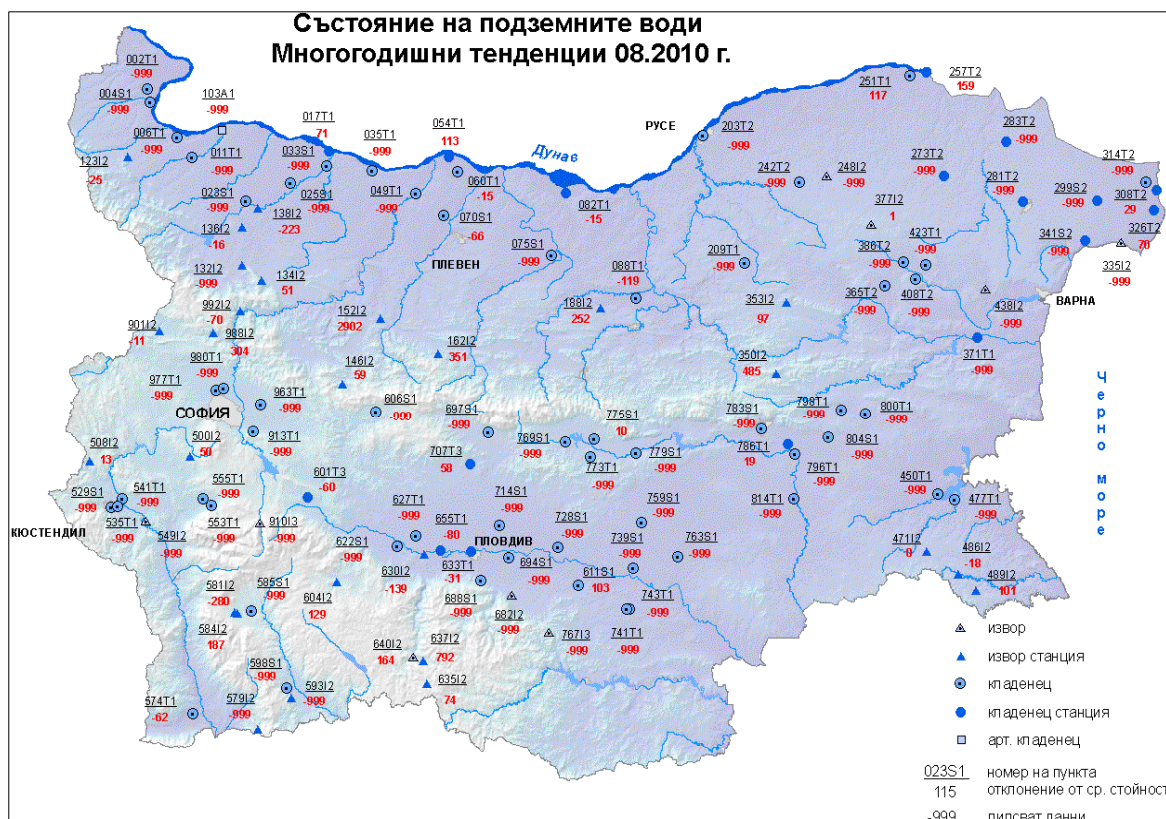 Състояние на подземните води
Многогодишни тенденции 08.2010 г.
002T1
-999
004S1
-999
103A1
-999
006T1
-999
011T1
-999
123I2
-25
017T1
71
033S1
-999
025S1
-999
035T1
-999
023S1
-999
138I2
-223
136I2
-16
132I2
-999
134I2
51
049T1
-999
054T1
113
060T1
-15
070S1
-66
Дунав
082T1
-15
075S1
-999
ПЛЕВЕН
088T1
-119
188I2
252
РУСЕ
203T2
-999
251T1
117
257T2
159
242T2
-999
248I2
-999
273T2
-999
283T2
-999
281T2
-999
299S2
-999
314T2
-999
308T2
29
326T2
70
335I2
-999
341S2
-999
377I2
1
386T2
-999
423T1
-999
209T1
-999
365T2
-999
408T2
-999
438I2
-999
ВАРНА
353I2
97
371T1
-999
350I2
485
992I2
-70
901I2
-11
988I2
304
980T1
-999
977T1
-999
СОФИЯ
963T1
-999
913T1
-999
152I2
2902
162I2
351
146I2
59
606S1
-999
697S1
-999
769S1
-999
775S1
10
773T1
-999
779S1
-999
783S1
-999
798T1
-999
800T1
-999
804S1
-999
786T1
19
796T1
-999
Черно море
508I2
13
500I2
50
707T3
58
601T3
-60
529S1
-999
541T1
-999
555T1
-999
535T1
-999
КЮСТЕНДИЛ
549I2
-999
553T1
-999
910I3
-999
627T1
-999
655T1
-80
714S1
-999
ПЛОВДИВ
728S1
-999
759S1
-999
739S1
-999
763S1
-999
814T1
-999
450T1
-999
477T1
-999
471I2
0
486I2
-18
489I2
101
622S1
-999
630I2
-139
633T1
-31
694S1
-999
611S1
103
688S1
-999
682I2
-999
743T1
-999
741T1
-999
767I3
-999
581I2
-280
585S1
-999
584I2
187
604I2
129
640I2
164
637I2
792
635I2
74
598S1
-999
593I2
-999
579I2
-999
574T1
-62
извор
извор станция
кладенец
кладенец станция
арт. кладенец
023S1 номер на пункта
115 отклонение от ср. стойност
-999 липсват данни